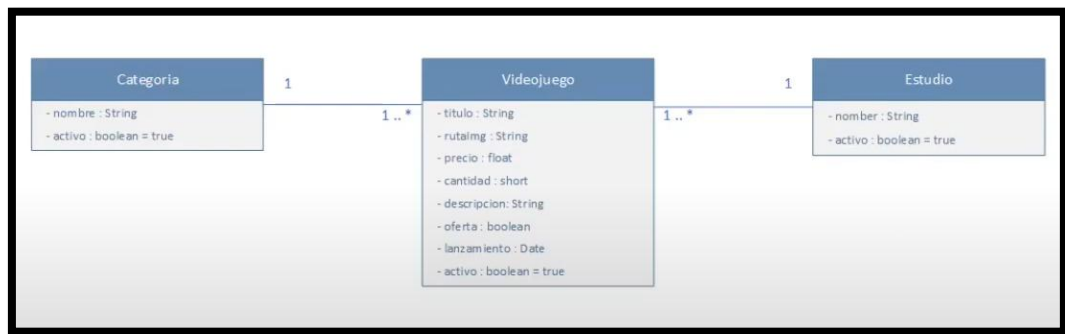 Categoria
- nombre : String
- activo : boolean = true
1
1 .. *
Videojuego
- titulo : String
- rutaImg : String
- precio : float
- cantidad : short
- descripcion: String
- oferta : boolean
- lanzamiento : Date
- activo : boolean = true
1
1 .. *
Estudio
- nomber : String
- activo : boolean = true